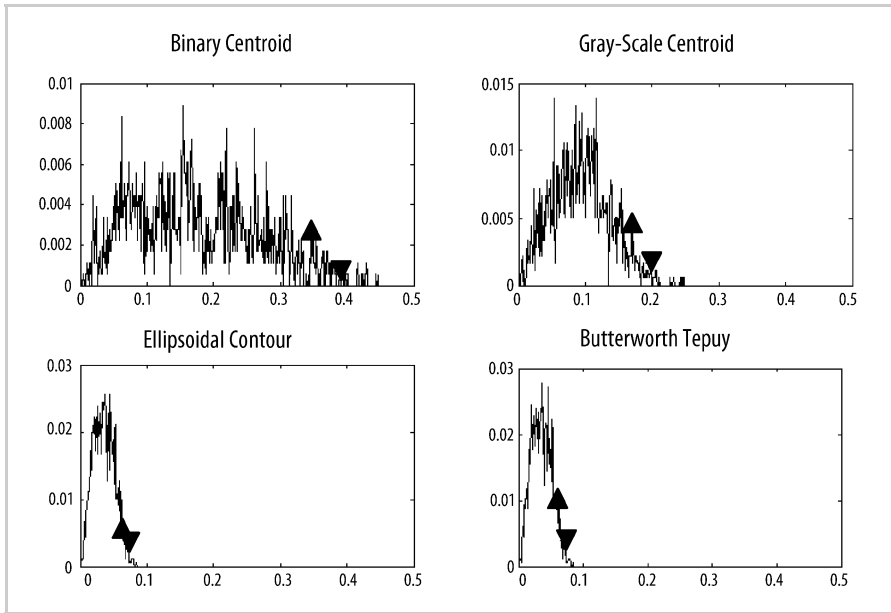 Binary Centroid
0.01
0.008
0.006
0.004
0.002
0
0 0.1 0.2 0.3 0.4 0.5
Gray-Scale Centroid
0.015
0.01
0.005
0
0 0.1 0.2 0.3 0.4 0.5
Ellipsoidal Contour
0.03
0.02
0.01
0
0 0.1 0.2 0.3 0.4 0.5
Butterworth Tepuy
0.03
0.02
0.01
0
0 0.1 0.2 0.3 0.4 0.5